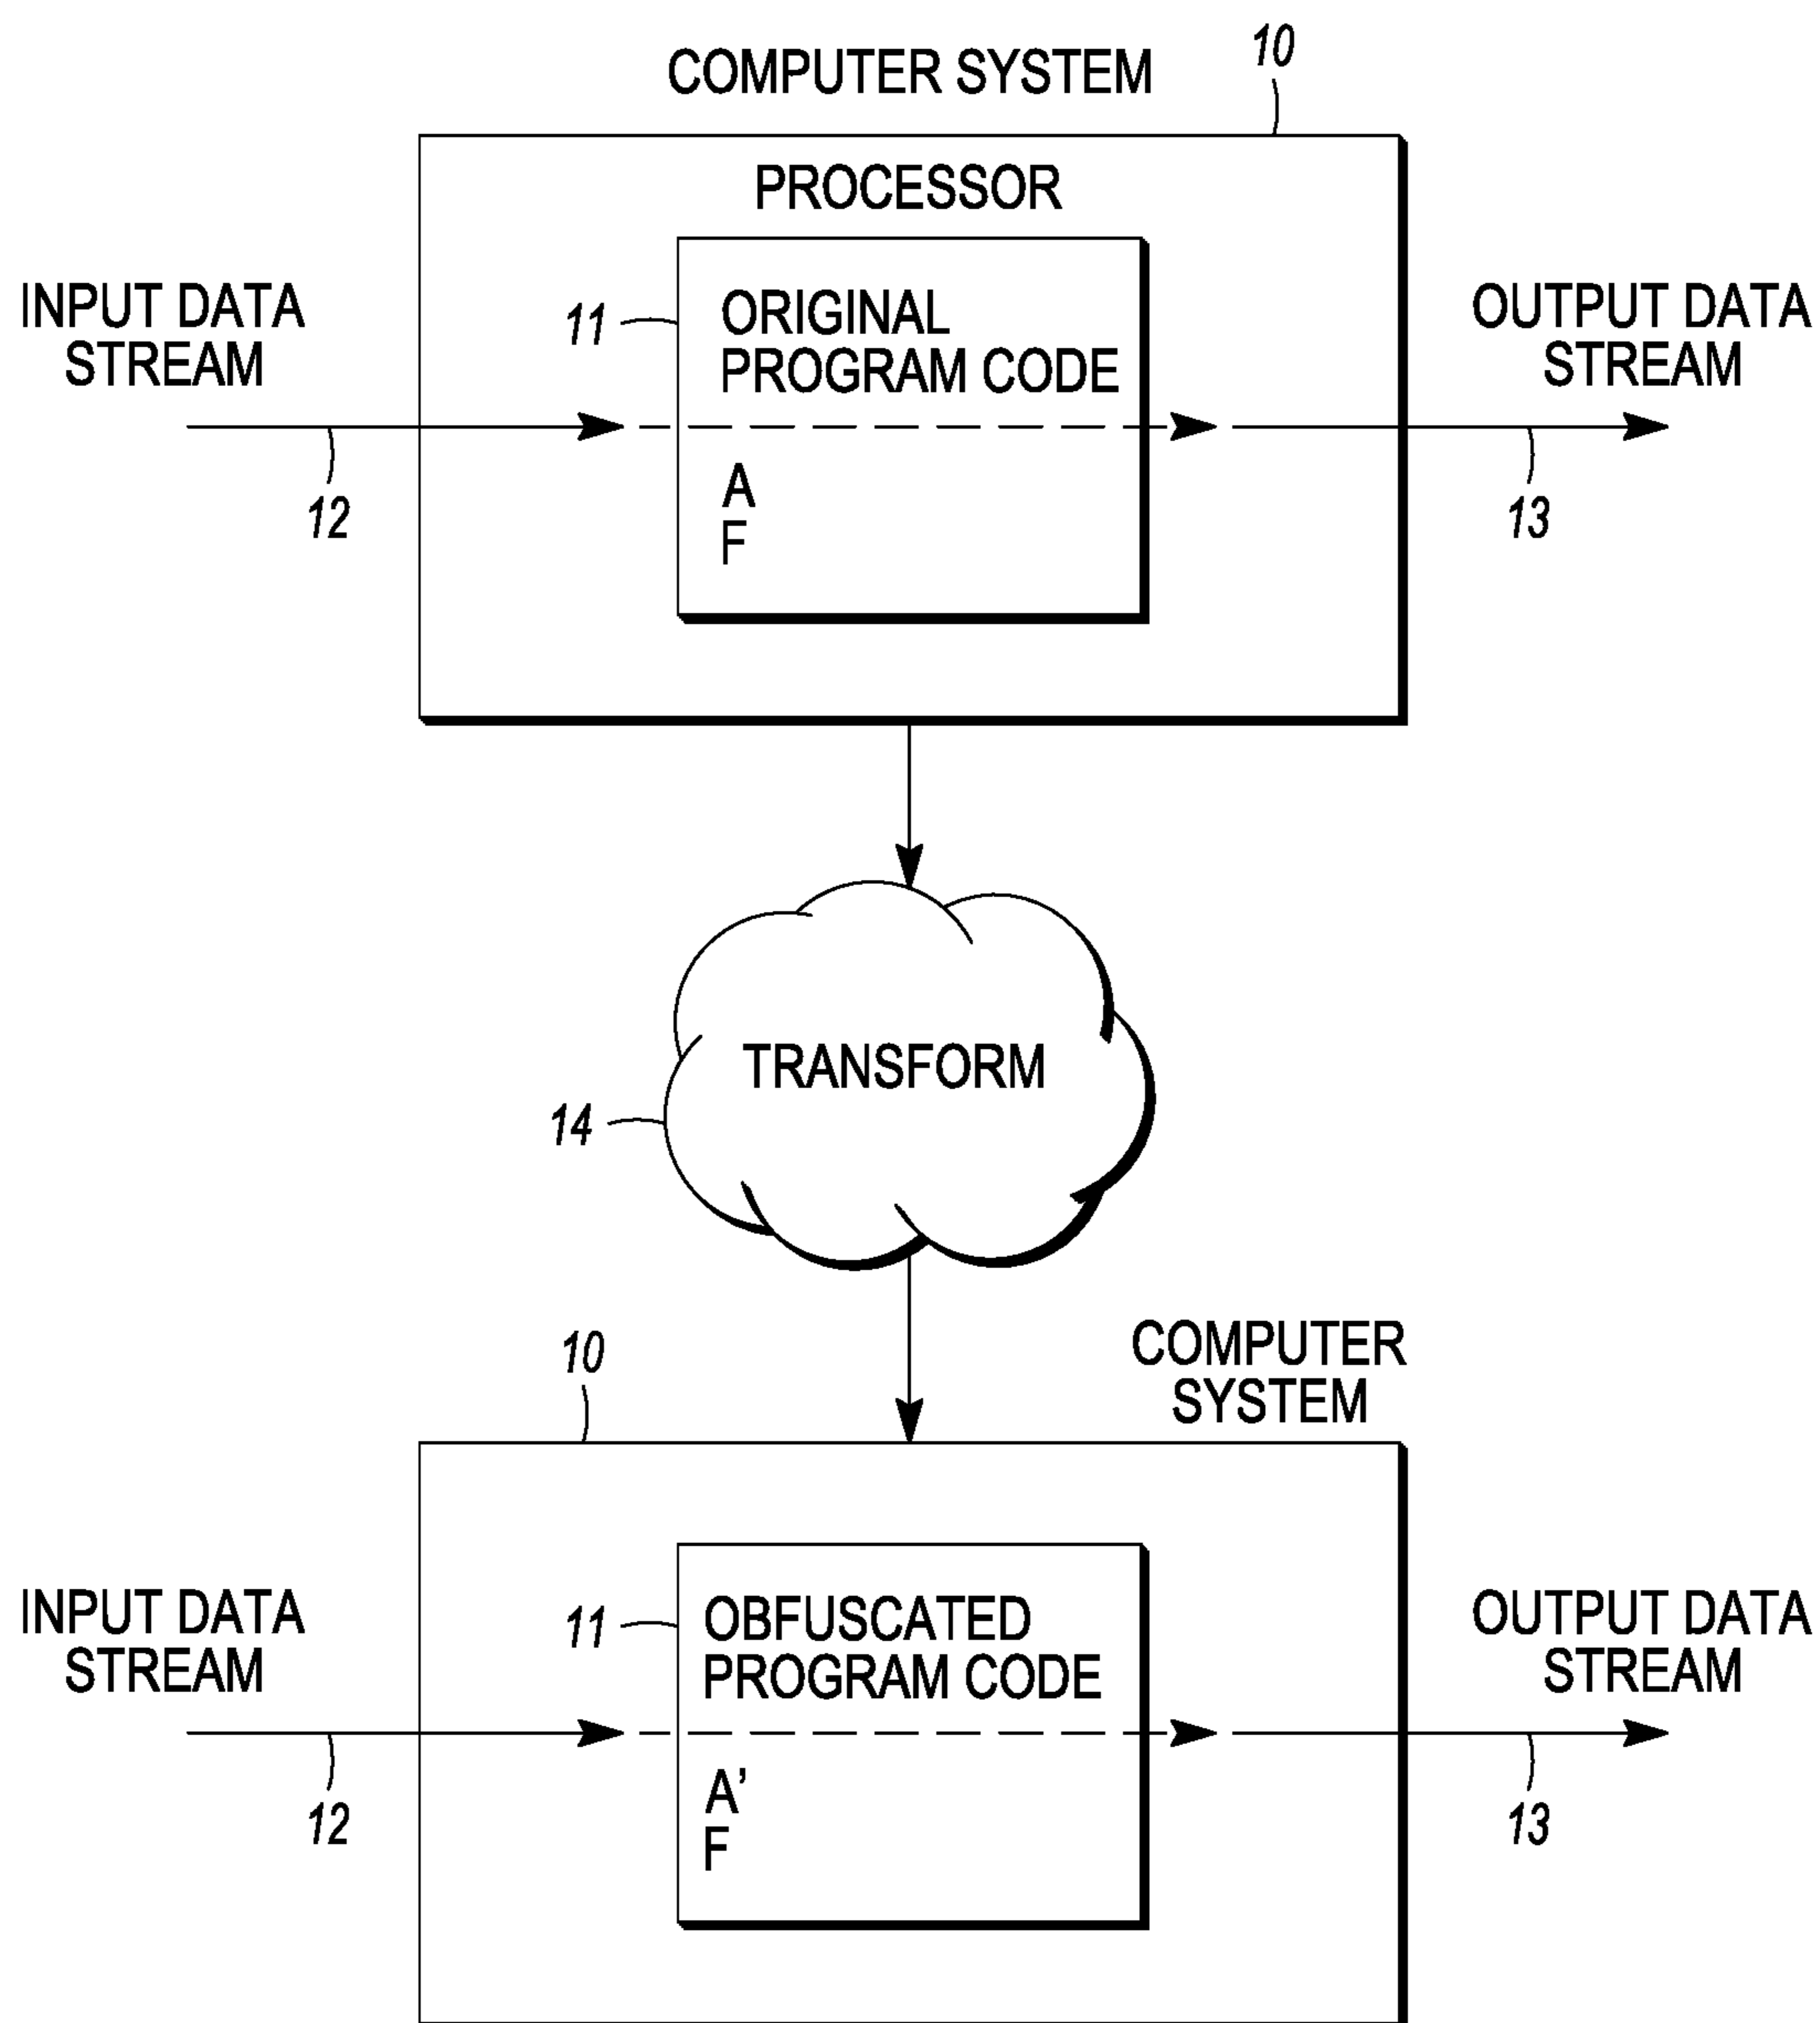 10
COMPUTER SYSTEM
PROCESSOR
INPUT DATA
STREAM
11
ORIGINAL
PROGRAM CODE
OUTPUT DATA
STREAM
A
F
12
13
TRANSFORM
14
10
COMPUTER
SYSTEM
INPUT DATA
STREAM
11
OBFUSCATED
PROGRAM CODE
OUTPUT DATA
STREAM
A'
F
12
13